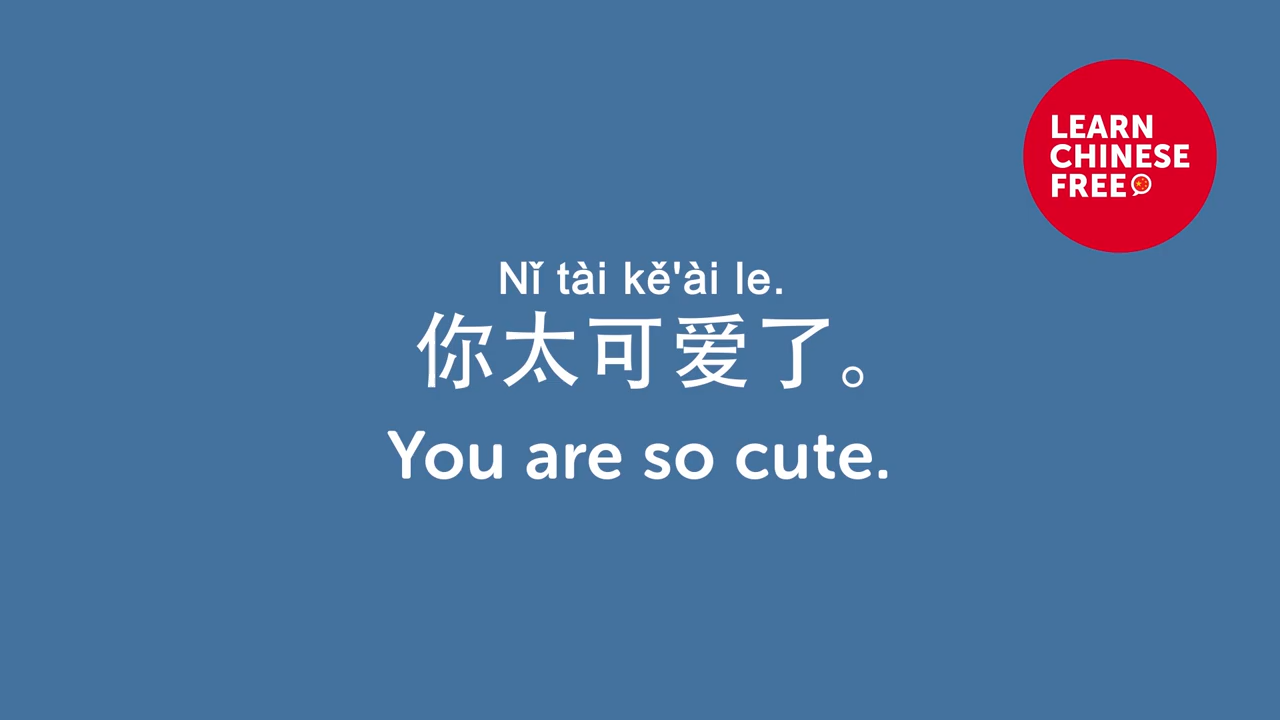 LEARN
CHINESE
FREE
Nǐ tài kě'ài le.
你太可爱了。
You are so cute.